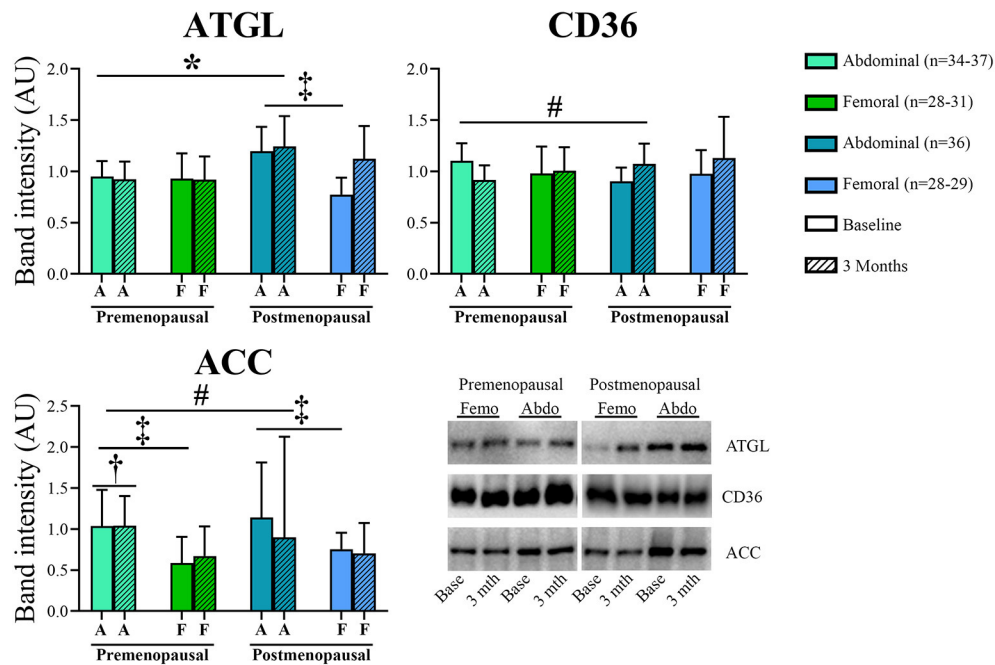 ATGL
CD36
Band intensity (AU)
2.0
1.5
1.0
0.5
0.0
*
‡
A A F F A A F F
Premenopausal Postmenopausal
2.0
1.5
1.0
0.5
0.0
#
A A F F A A F F
Premenopausal Postmenopausal
Abdominal (n=34-37)
Femoral (n=28-31)
Abdominal (n=36)
Femoral (n=28-29)
Baseline
3 Months
ACC
Band intensity (AU)
2.5
2.0
1.5
1.0
0.5
0.0
#
‡
‡
†
A A F F A A F F
Premenopausal Postmenopausal
Premenopausal Postmenopausal
Femo Abdo Femo Abdo
ATGL
CD36
ACC
Base 3 mth Base 3 mth Base 3 mth Base 3 mth